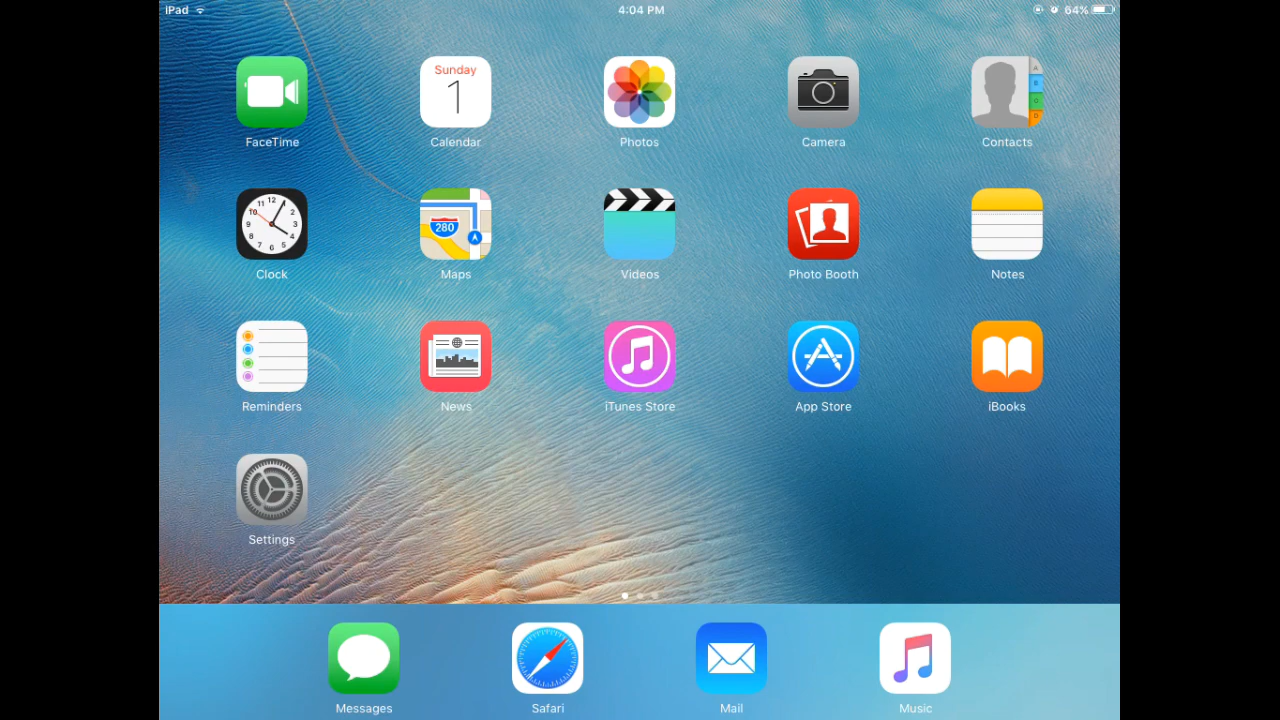 iPad 4:04 PM 64%
Sunday
1
FaceTime Calendar Photos Camera Contacts
280
Clock Maps Videos Photo Booth Notes
Reminders News iTunes Store App Store iBooks
Settings
Messages Safari Mail Music